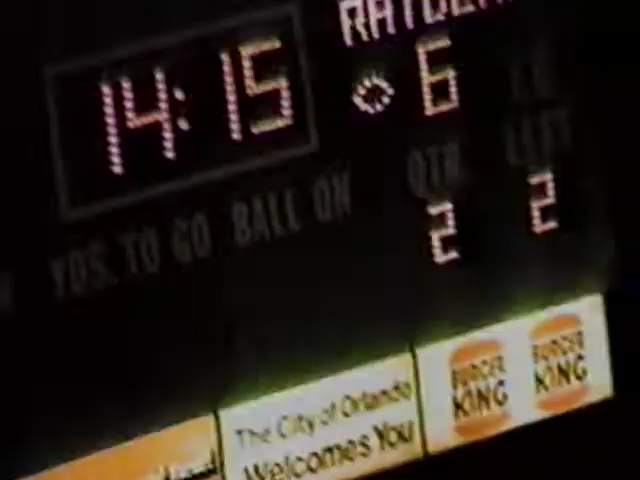 14:15 6
QTR
YDS. TO GO BALL ON
2 2
The City of Orlando
Welcomes You
BURGER
KING
BURGER
KING